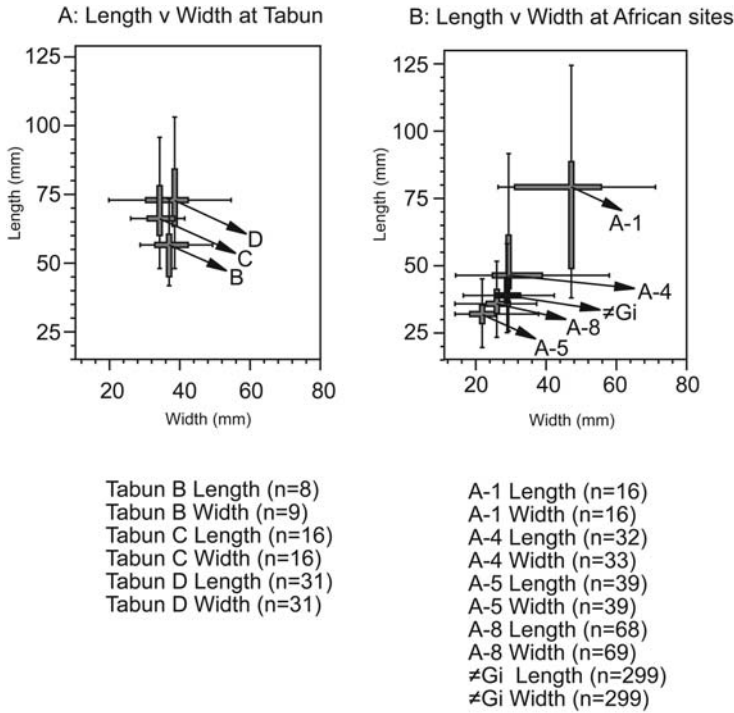 A: Length v Width at Tabun
125
100
75
50
25
Length (mm)
D
C
B
20 40 60 80
Width (mm)
B: Length v Width at African sites
125
100
75
50
25
Length (mm)
A-1
A-4
≠Gi
A-8
A-5
20 40 60 80
Width (mm)
Tabun B Length (n=8)
Tabun B Width (n=9)
Tabun C Length (n=16)
Tabun C Width (n=16)
Tabun D Length (n=31)
Tabun D Width (n=31)
A-1 Length (n=16)
A-1 Width (n=16)
A-4 Length (n=32)
A-4 Width (n=33)
A-5 Length (n=39)
A-5 Width (n=39)
A-8 Length (n=68)
A-8 Width (n=69)
≠Gi Length (n=299)
≠Gi Width (n=299)